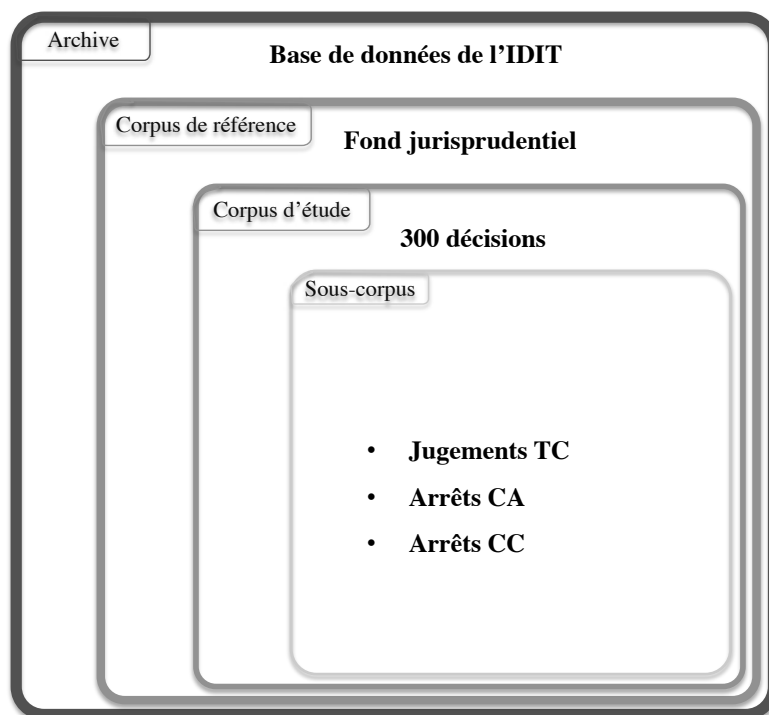 Archive
Base de données de l’IDIT
Corpus de référence
Fond jurisprudentiel
Corpus d’étude
300 décisions
Sous-corpus
• Jugements TC
• Arrêts CA
• Arrêts CC